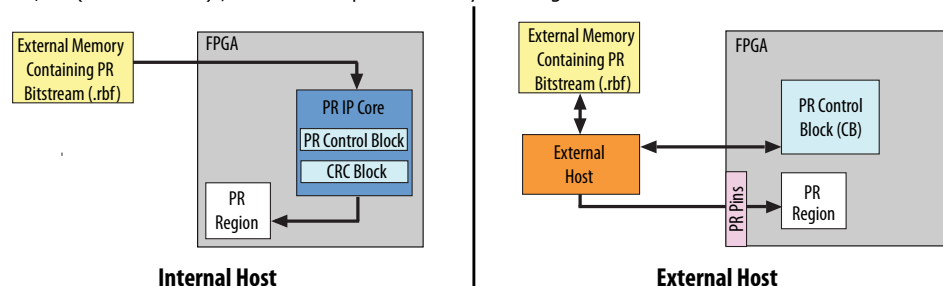 External Memory
Containing PR
Bitstream (.rbf)
FPGA
PR IP Core
PR Control Block
CRC Block
PR
Region
Internal Host
External Memory
Containing PR
Bitstream (.rbf)
External
Host
FPGA
PR Control
Block (CB)
PR Pins
PR
Region
External Host